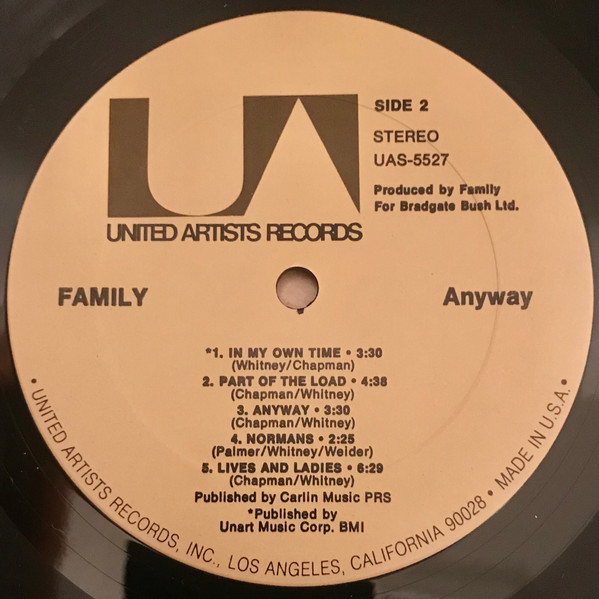 SIDE 2
STEREO
UAS-5527
Produced by Family
For Bradgate Bush Ltd.
UA
UNITED ARTISTS RECORDS
FAMILY
Anyway
*1. IN MY OWN TIME • 3:30
(Whitney/Chapman)
2. PART OF THE LOAD • 4:38
(Chapman/Whitney)
3. ANYWAY • 3:30
(Chapman/Whitney)
4. NORMANS • 2:25
(Palmer/Whitney/Weider)
5. LIVES AND LADIES • 6:29
(Chapman/Whitney)
Published by Carlin Music PRS
*Published by
Unart Music Corp. BMI
• UNITED ARTISTS RECORDS, INC., LOS ANGELES, CALIFORNIA 90028 • MADE IN U.S.A. •